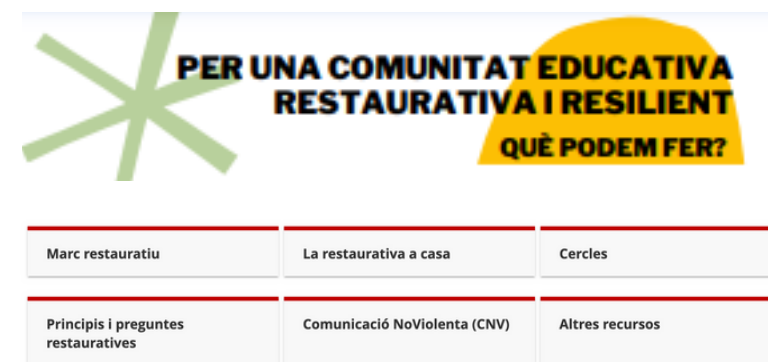 PER UNA COMUNITAT EDUCATIVA
RESTAURATIVA I RESILIENT
QUÈ PODEM FER?
Marc restauratiu
La restaurativa a casa
Cercles
Principis i preguntes
restauratives
Comunicació NoViolenta (CNV)
Altres recursos